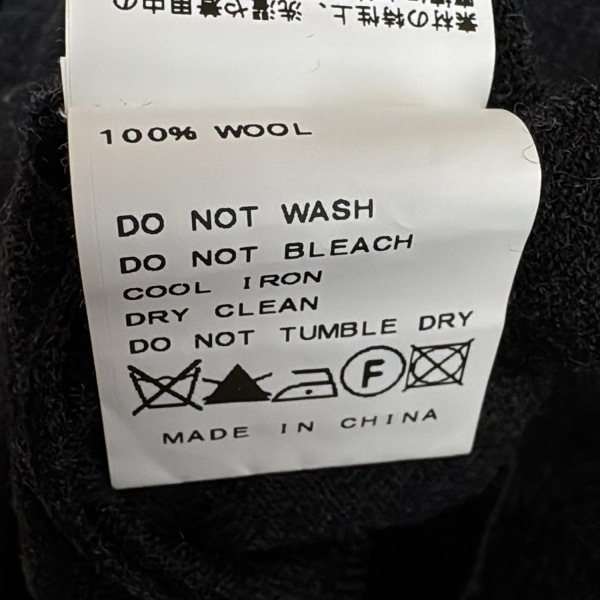 素材の特性上、洗濯や着用中の
100% WOOL
DO NOT WASH
DO NOT BLEACH
COOL IRON
DRY CLEAN
DO NOT TUMBLE DRY
F
MADE IN CHINA